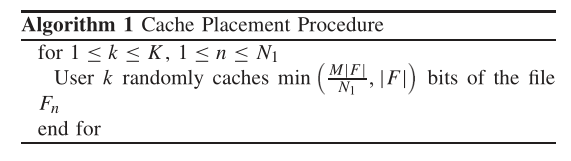 Algorithm 1 Cache Placement Procedure
for 1 ≤ k ≤ K, 1 ≤ n ≤ N₁
User k randomly caches min (M|F|/N₁, |F|) bits of the file
Fₙ
end for